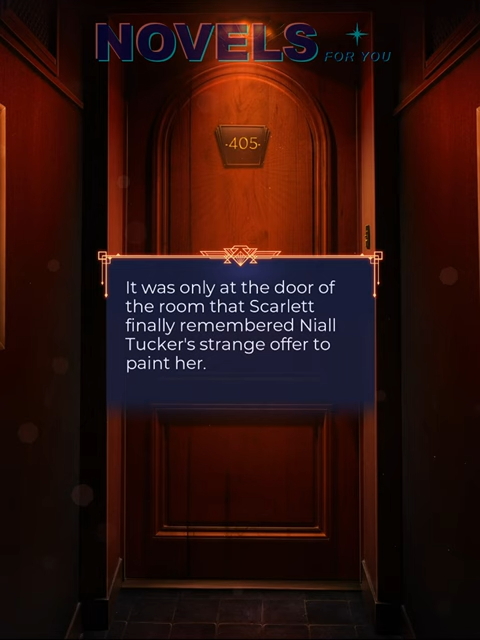 NOVELS
FOR YOU
·405·
It was only at the door of
the room that Scarlett
finally remembered Niall
Tucker's strange offer to
paint her.